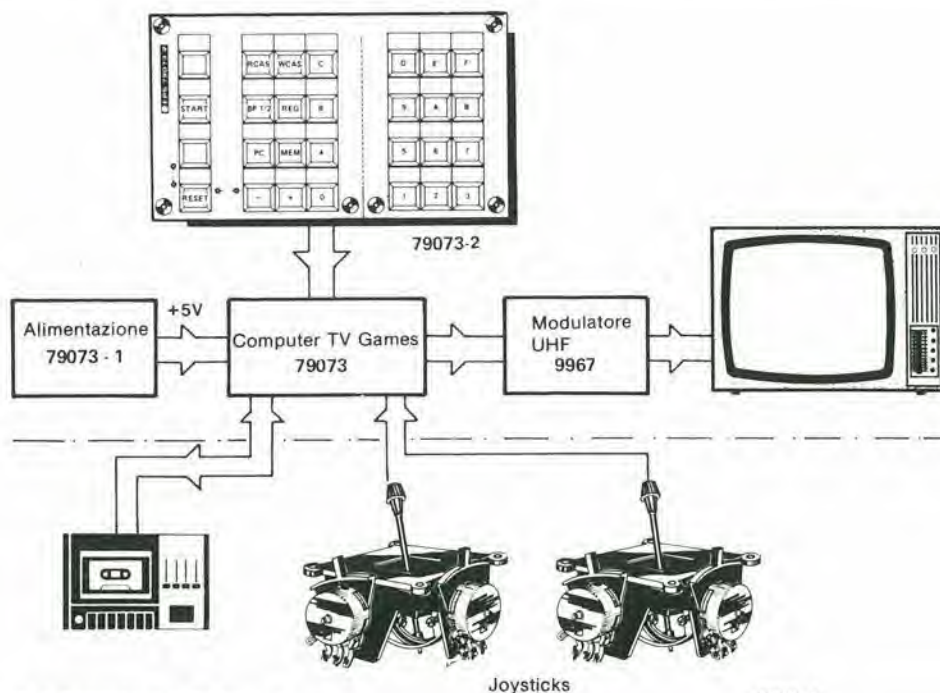 RCAS WCAS C D E F
START BP 1/2 REG 8 9 A B
PC MEM 4 5 6 7
RESET - + 0 1 2 3
79073-2
+5V
Alimentazione
79073 - 1
Computer TV Games
79073
Modulatore
UHF
9967
Joysticks